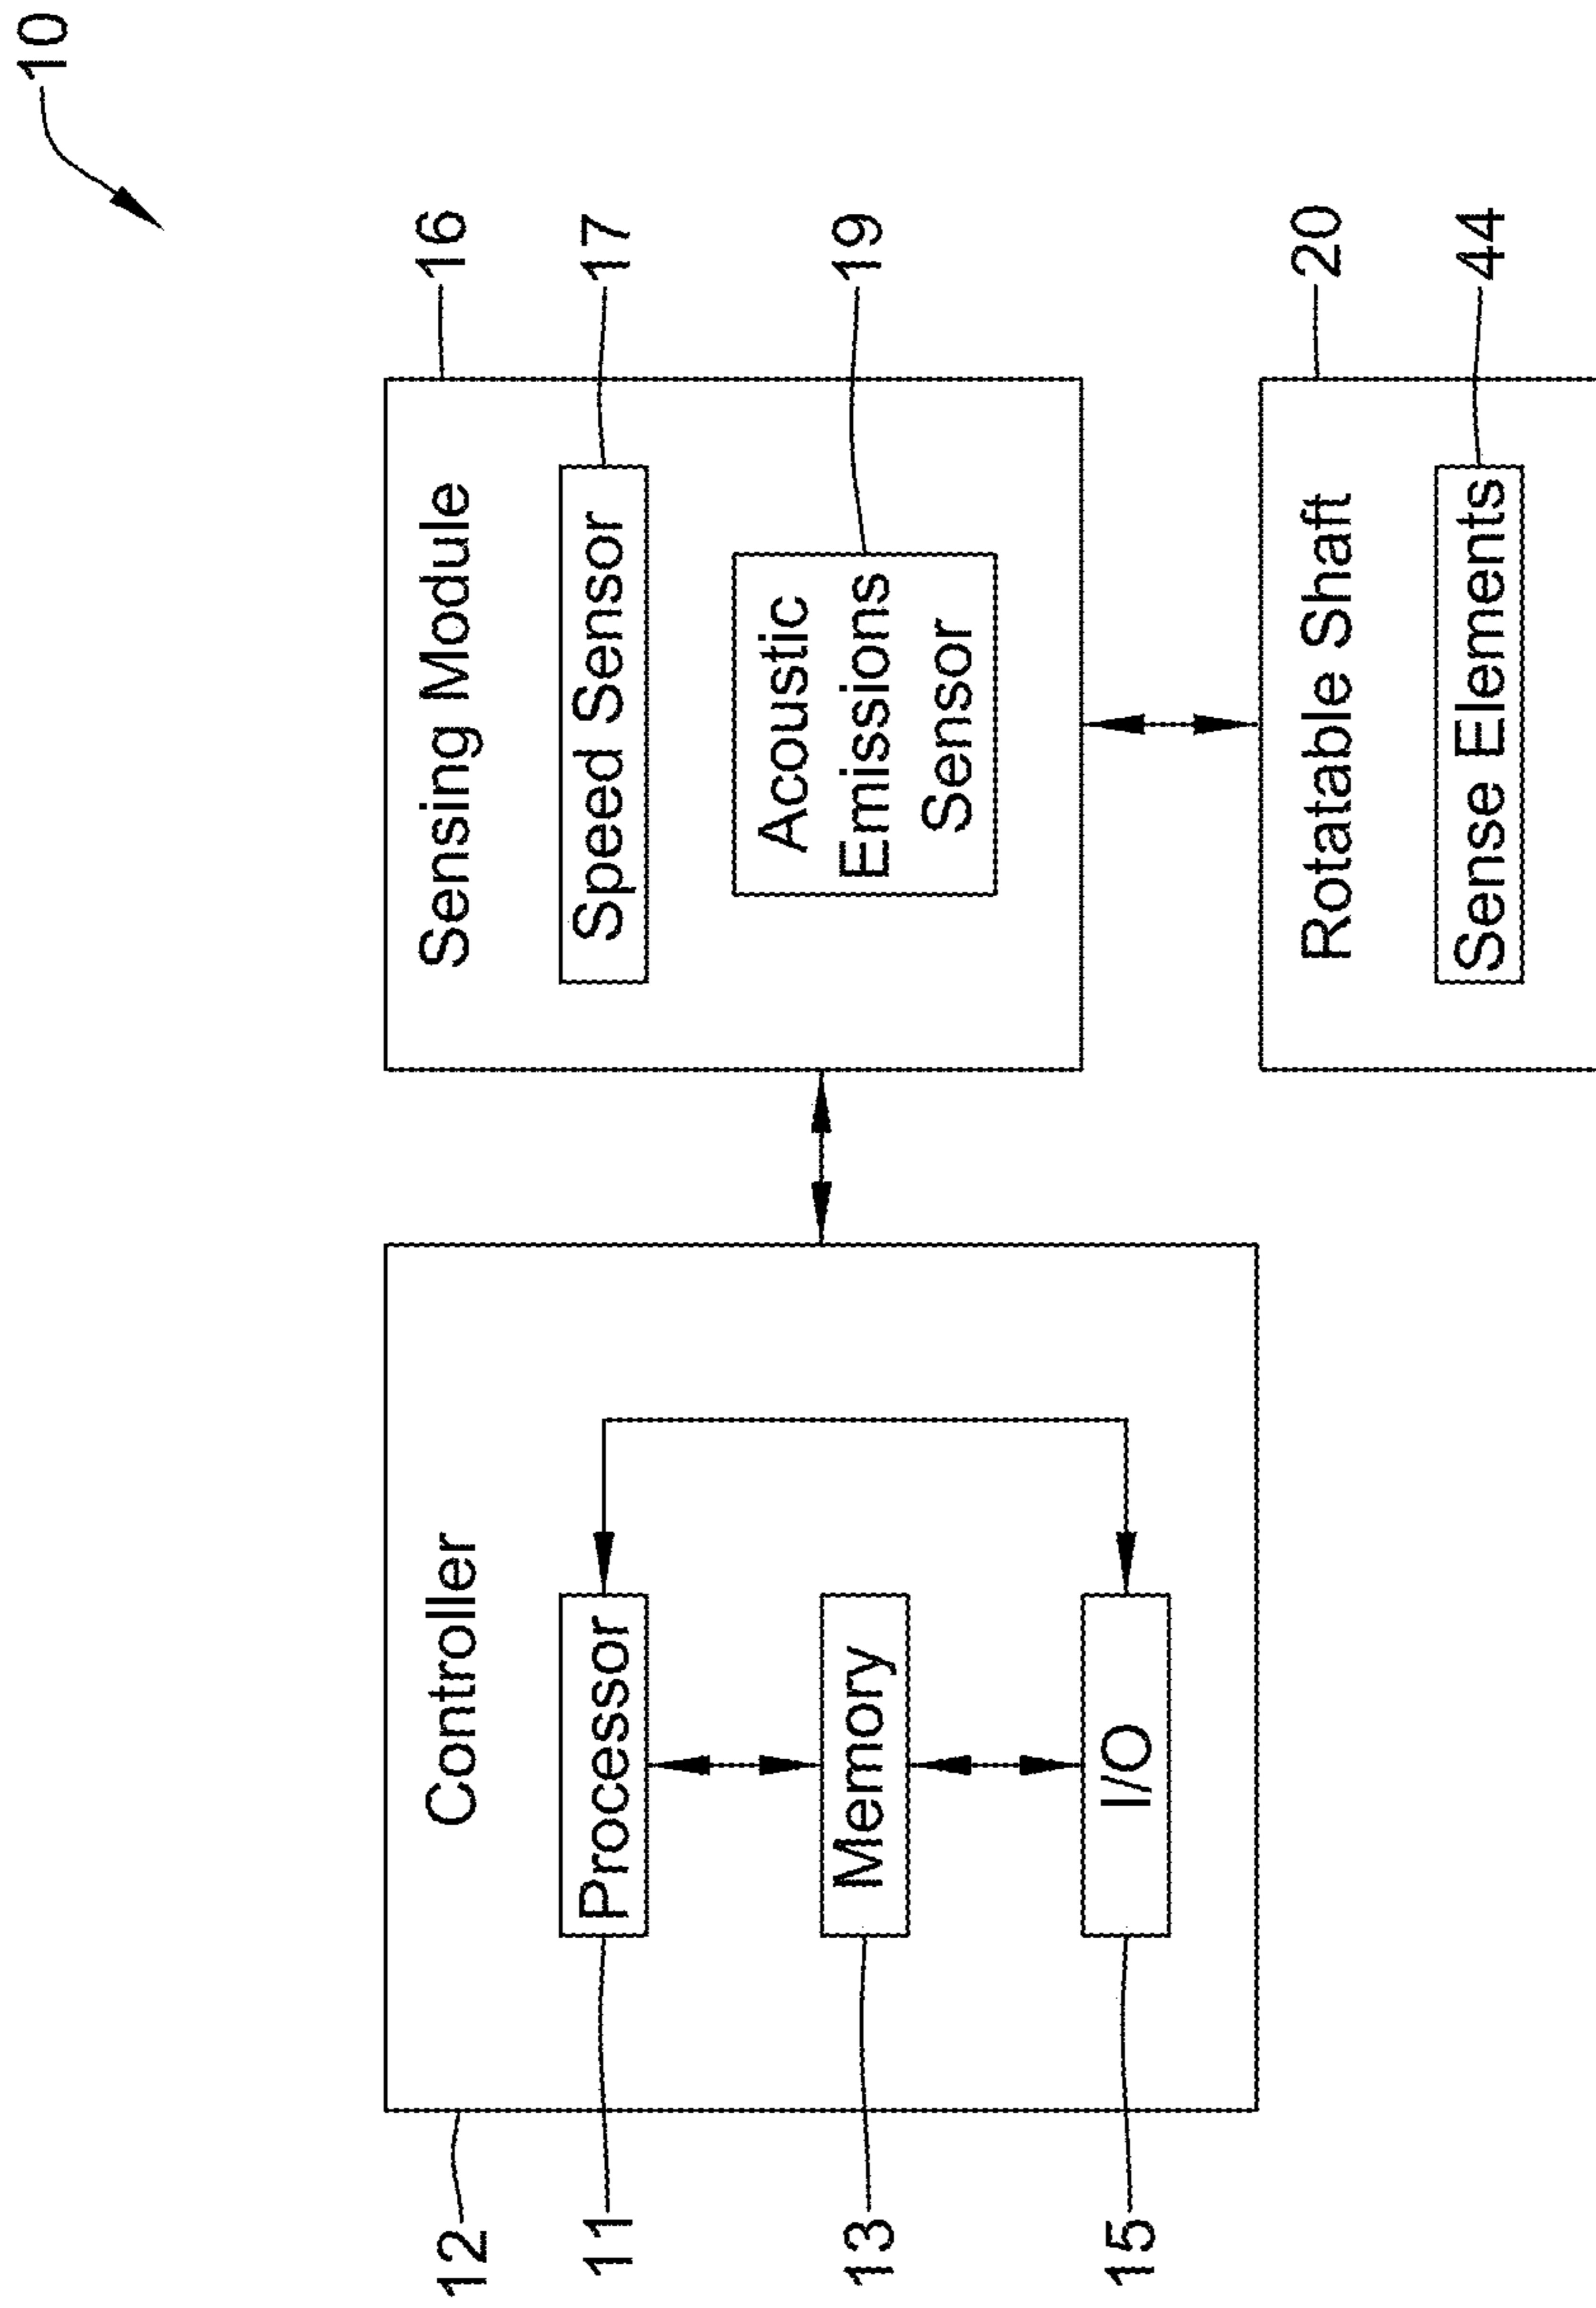 10
Controller
12
Processor
11
Memory
13
I/O
15
Sensing Module
16
Speed Sensor
17
Acoustic
Emissions
Sensor
19
Rotatable Shaft
20
Sense Elements
44